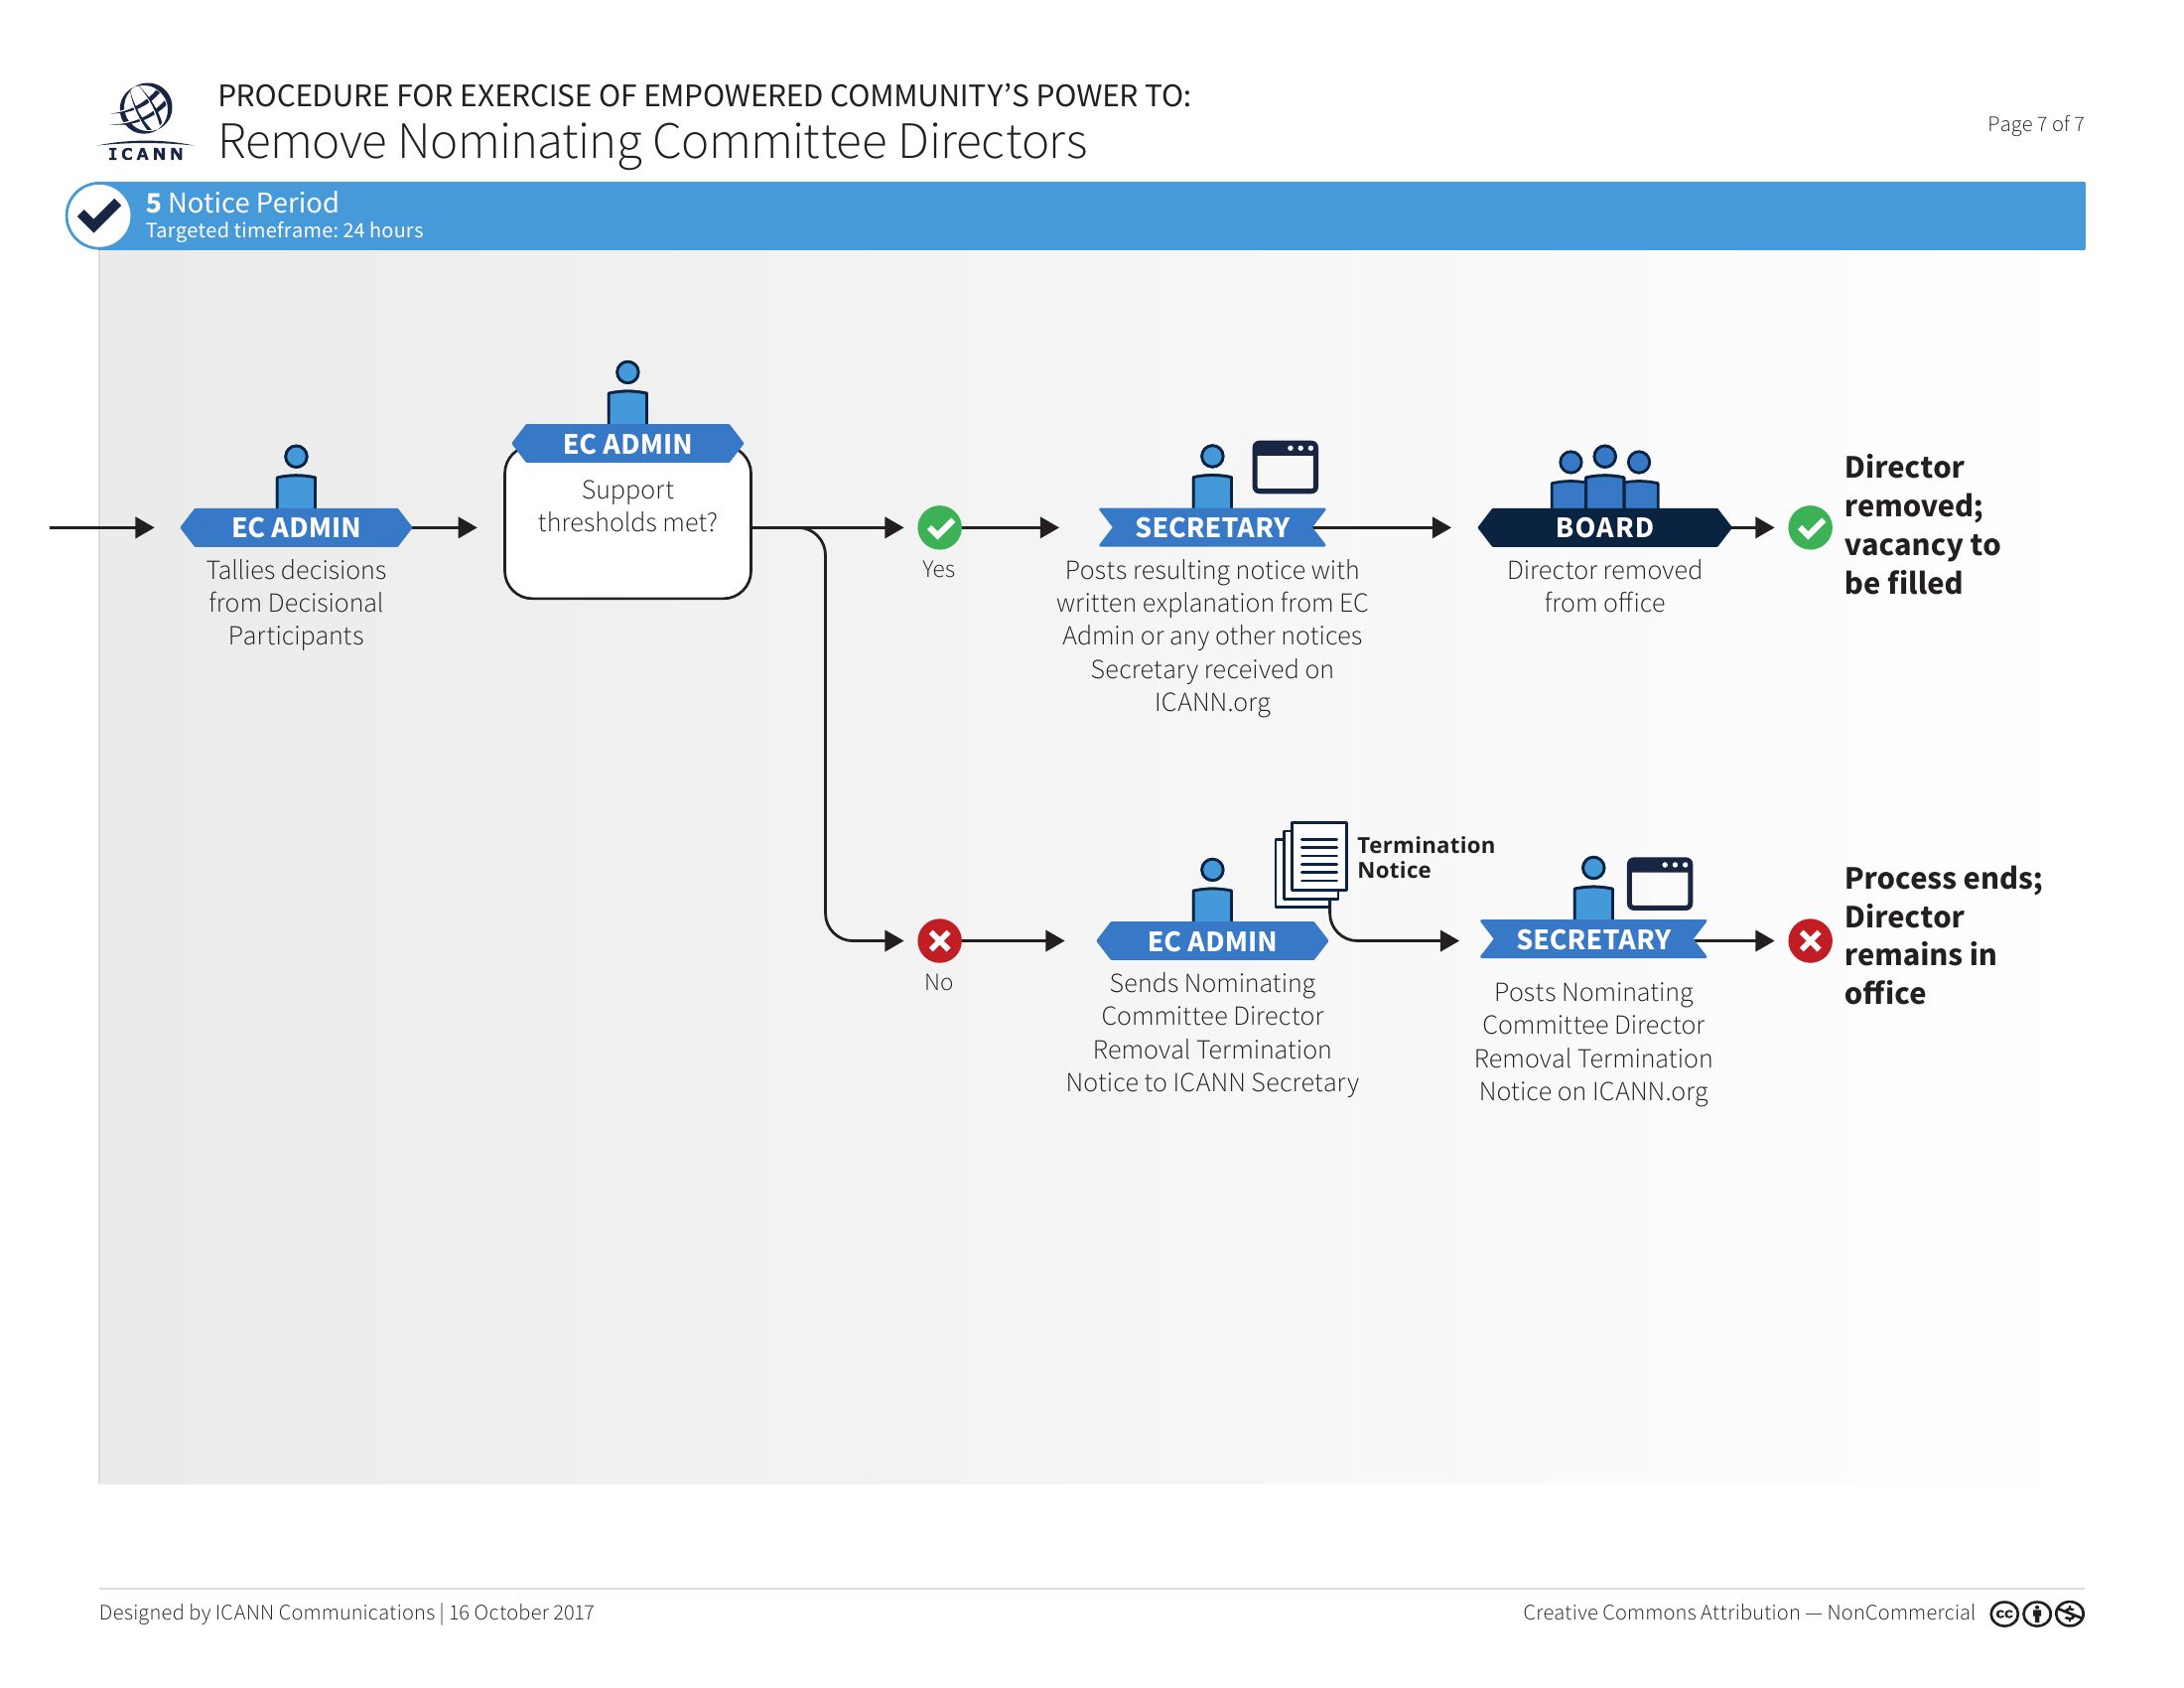 ICANN
PROCEDURE FOR EXERCISE OF EMPOWERED COMMUNITY’S POWER TO:
Remove Nominating Committee Directors
Page 7 of 7
5 Notice Period
Targeted timeframe: 24 hours
EC ADMIN
Tallies decisions
from Decisional
Participants
EC ADMIN
Support
thresholds met?
Yes
SECRETARY
Posts resulting notice with
written explanation from EC
Admin or any other notices
Secretary received on
ICANN.org
BOARD
Director removed
from office
Director
removed;
vacancy to
be filled
No
EC ADMIN
Sends Nominating
Committee Director
Removal Termination
Notice to ICANN Secretary
Termination
Notice
SECRETARY
Posts Nominating
Committee Director
Removal Termination
Notice on ICANN.org
Process ends;
Director
remains in
office
Designed by ICANN Communications | 16 October 2017
Creative Commons Attribution — NonCommercial
cc